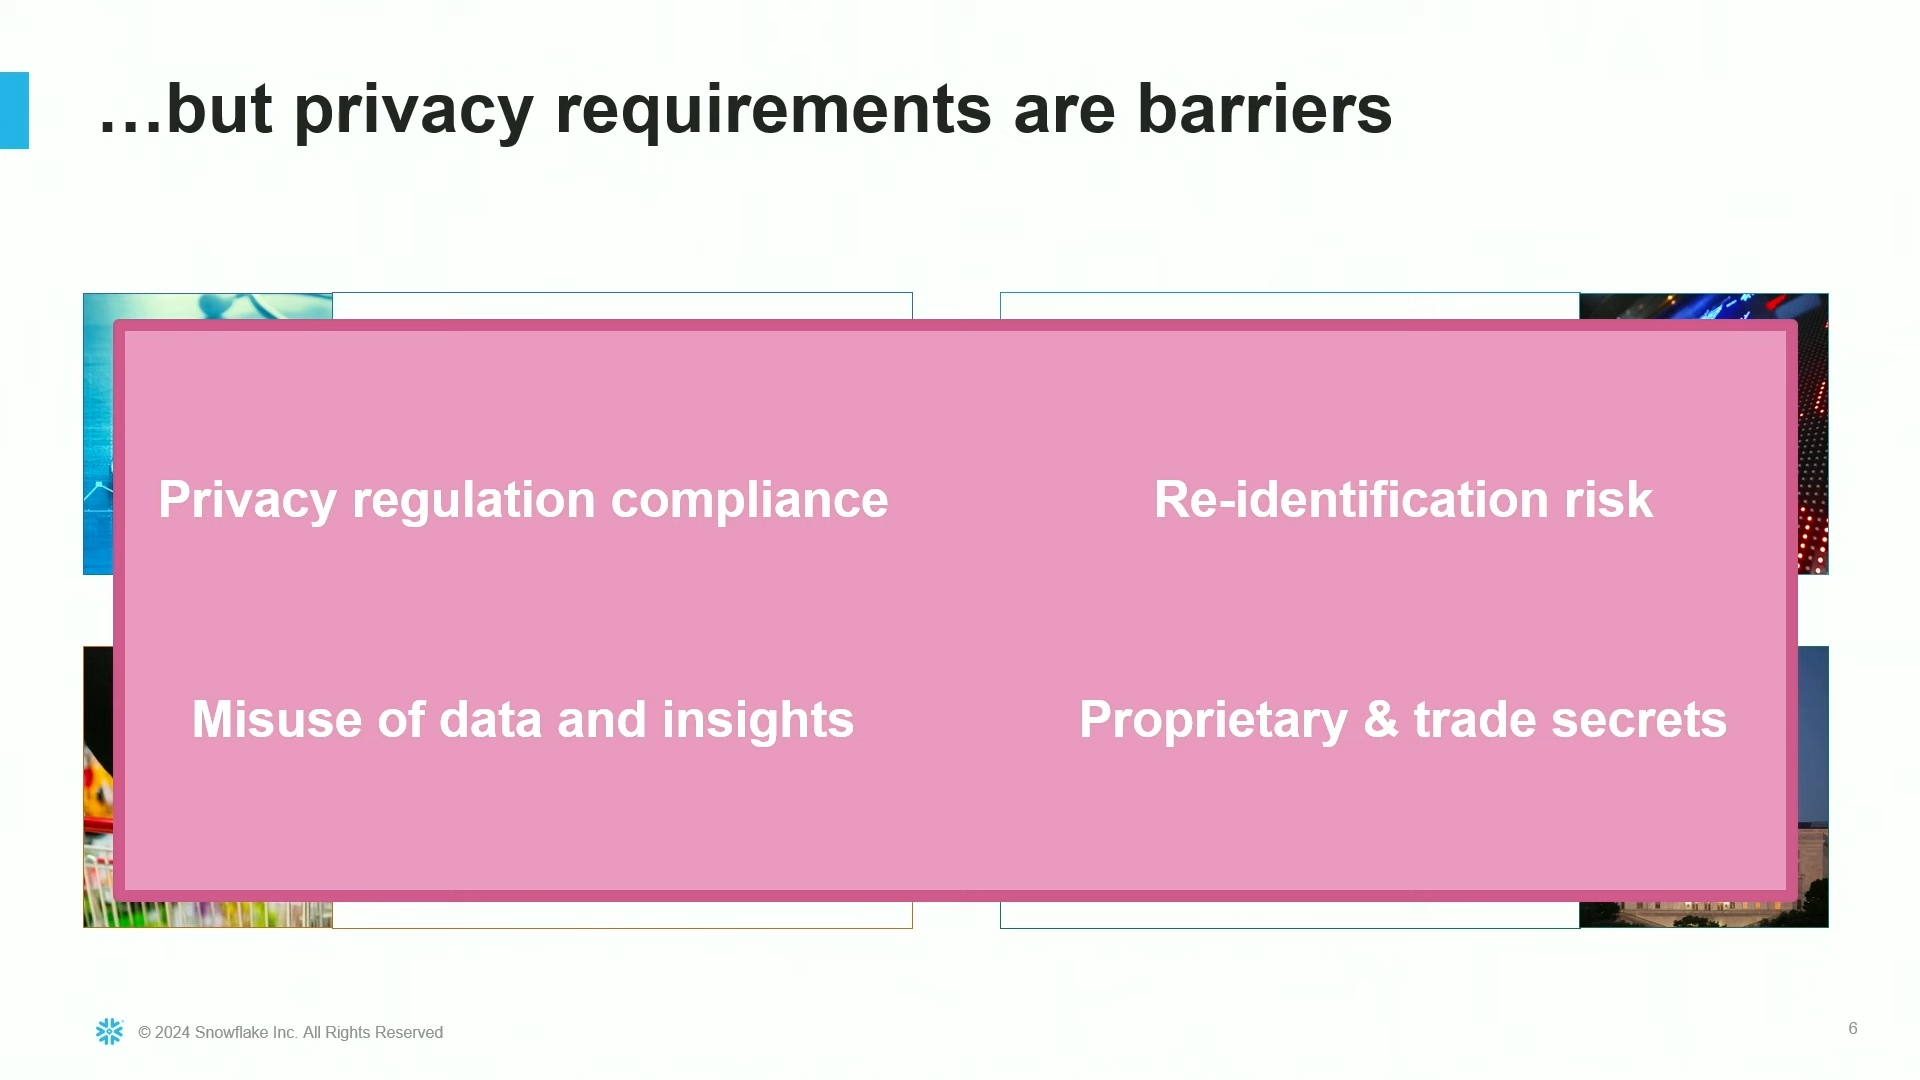 …but privacy requirements are barriers
Privacy regulation compliance
Re-identification risk
Misuse of data and insights
Proprietary & trade secrets
© 2024 Snowflake Inc. All Rights Reserved
6